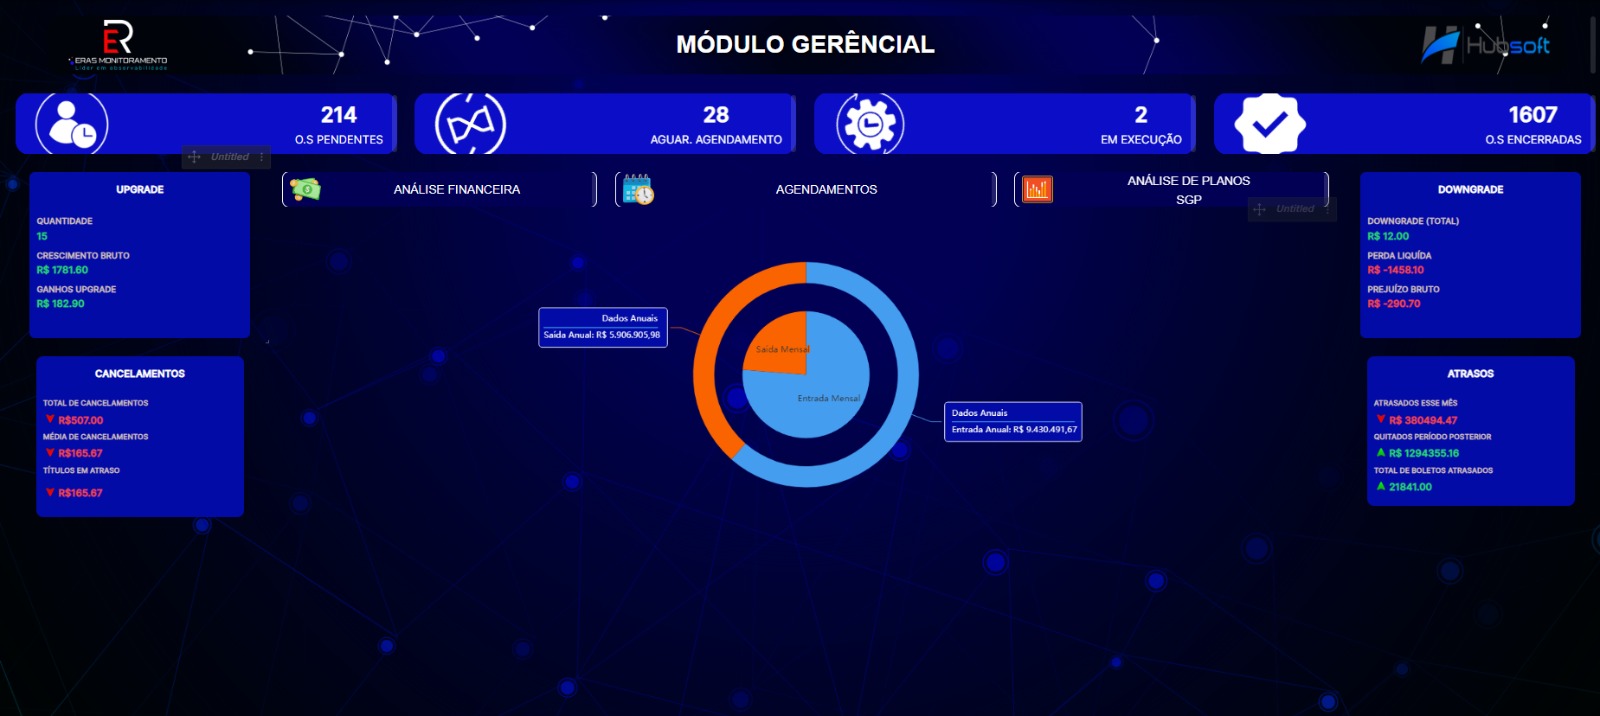 ER
ERAS MONITORAMENTO
Líder em observabilidade
MÓDULO GERÊNCIAL
Hubsoft
214
O.S PENDENTES
28
AGUAR. AGENDAMENTO
2
EM EXECUÇÃO
1607
O.S ENCERRADAS
Untitled
UPGRADE
QUANTIDADE
15
CRESCIMENTO BRUTO
R$ 1781.60
GANHOS UPGRADE
R$ 182.90
ANÁLISE FINANCEIRA
AGENDAMENTOS
ANÁLISE DE PLANOS
SGP
Untitled
DOWNGRADE
DOWNGRADE (TOTAL)
R$ 12.00
PERDA LIQUÍDA
R$ -1458.10
PREJUÍZO BRUTO
R$ -290.70
Dados Anuais
Saída Anual: R$ 5.906.905,98
Saída Mensal
Entrada Mensal
Dados Anuais
Entrada Anual: R$ 9.430.491,67
CANCELAMENTOS
TOTAL DE CANCELAMENTOS
R$507.00
MÉDIA DE CANCELAMENTOS
R$165.67
TÍTULOS EM ATRASO
R$165.67
ATRASOS
ATRASADOS ESSE MÊS
R$ 380494.47
QUITADOS PERÍODO POSTERIOR
R$ 1294355.16
TOTAL DE BOLETOS ATRASADOS
21841.00